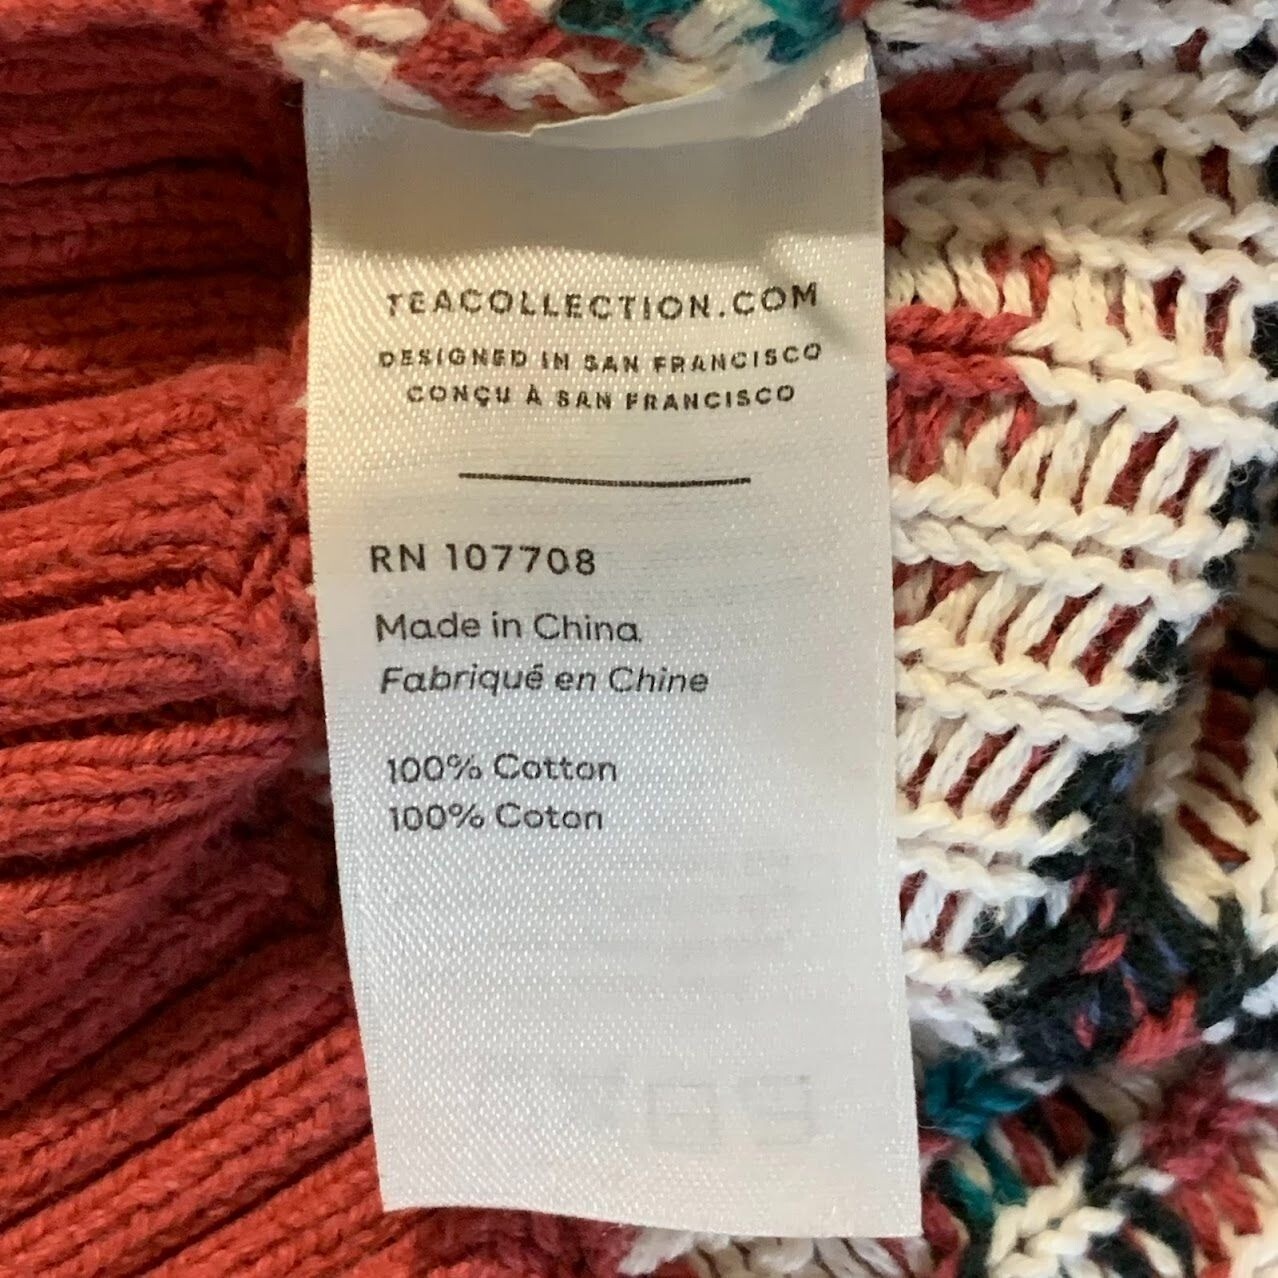 TEACOLLECTION.COM
DESIGNED IN SAN FRANCISCO
CONÇU À SAN FRANCISCO
RN 107708
Made in China
Fabriqué en Chine
100% Cotton
100% Coton